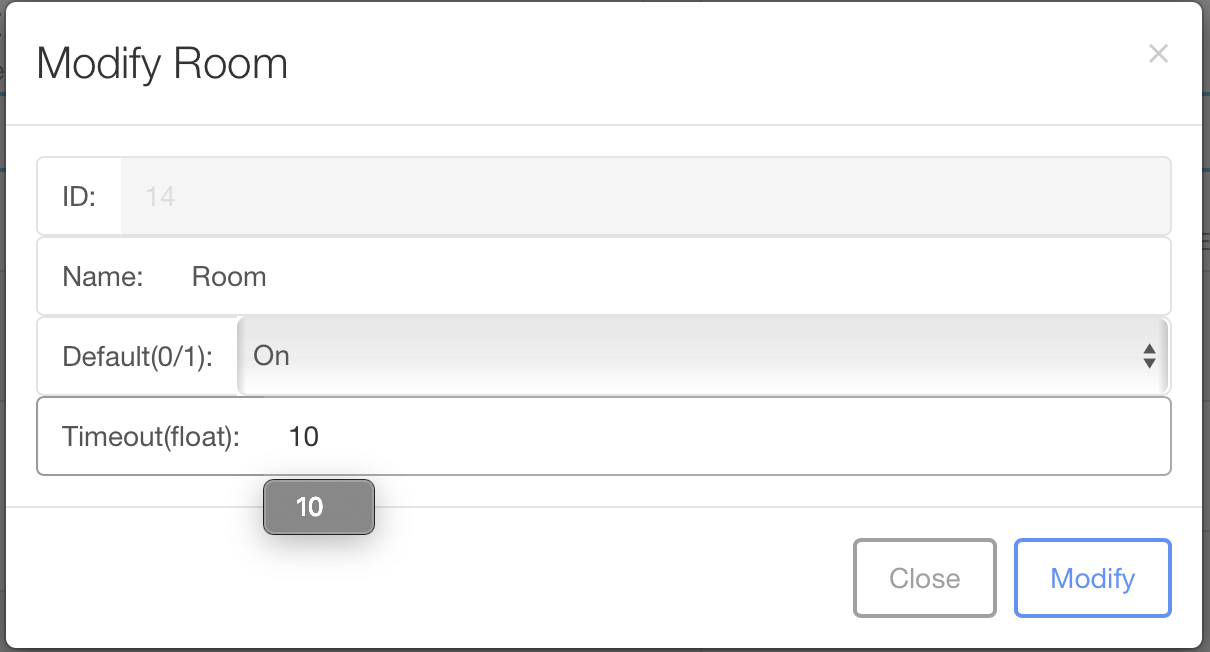 Modify Room
×
ID: 14
Name: Room
Default(0/1): On
Timeout(float): 10
10
Close Modify